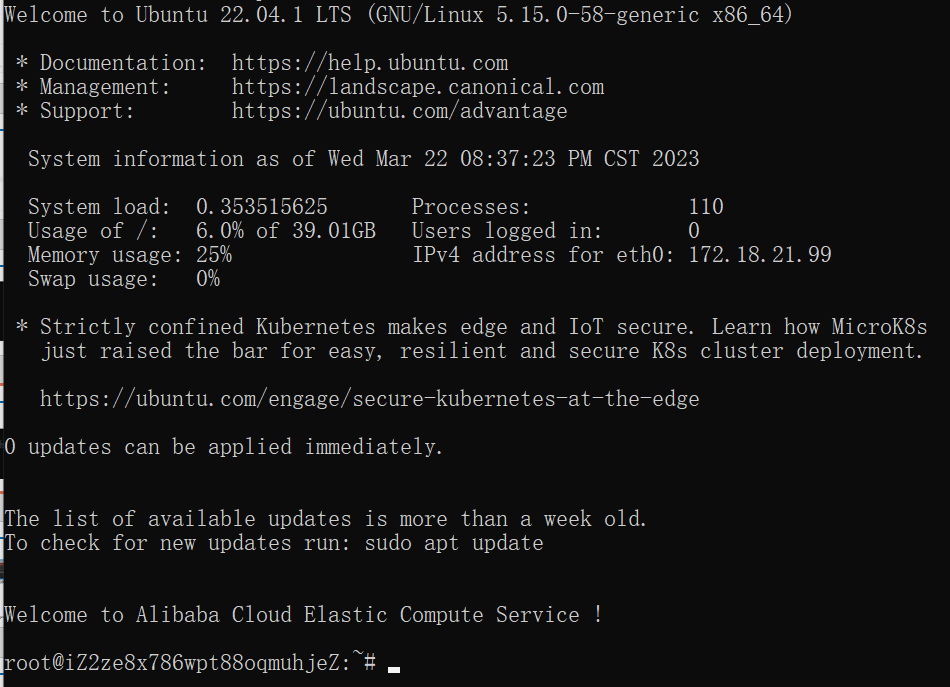 Welcome to Ubuntu 22.04.1 LTS (GNU/Linux 5.15.0-58-generic x86_64)
* Documentation:  https://help.ubuntu.com
* Management:     https://landscape.canonical.com
* Support:        https://ubuntu.com/advantage
System information as of Wed Mar 22 08:37:23 PM CST 2023
System load:  0.353515625       Processes:             110
Usage of /:   6.0% of 39.01GB   Users logged in:       0
Memory usage: 25%               IPv4 address for eth0: 172.18.21.99
Swap usage:   0%
* Strictly confined Kubernetes makes edge and IoT secure. Learn how MicroK8s
just raised the bar for easy, resilient and secure K8s cluster deployment.
https://ubuntu.com/engage/secure-kubernetes-at-the-edge
0 updates can be applied immediately.
The list of available updates is more than a week old.
To check for new updates run: sudo apt update
Welcome to Alibaba Cloud Elastic Compute Service !
root@iZ2ze8x786wpt88oqmuhjeZ:~#